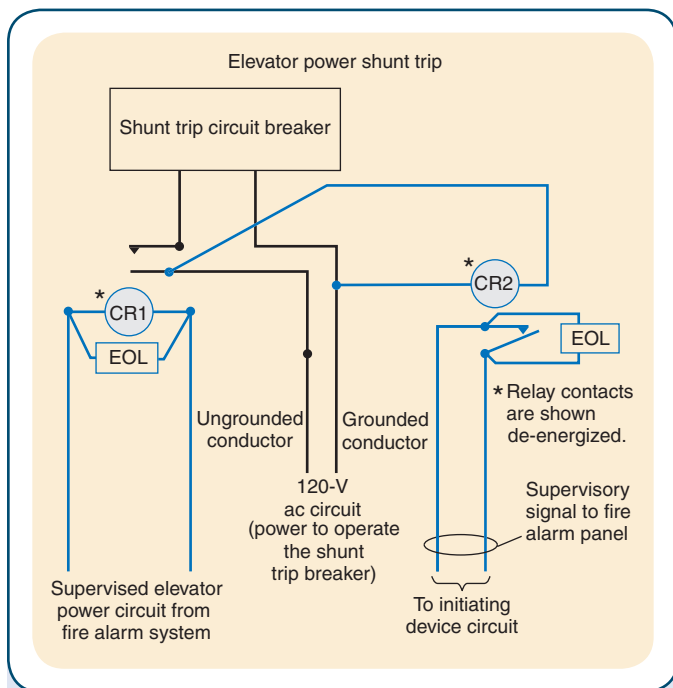 Elevator power shunt trip
Shunt trip circuit breaker
*
CR1
EOL
*
CR2
EOL
* Relay contacts
are shown
de-energized.
Ungrounded
conductor
Grounded
conductor
120-V
ac circuit
(power to operate
the shunt
trip breaker)
Supervisory
signal to fire
alarm panel
Supervised elevator
power circuit from
fire alarm system
To initiating
device circuit